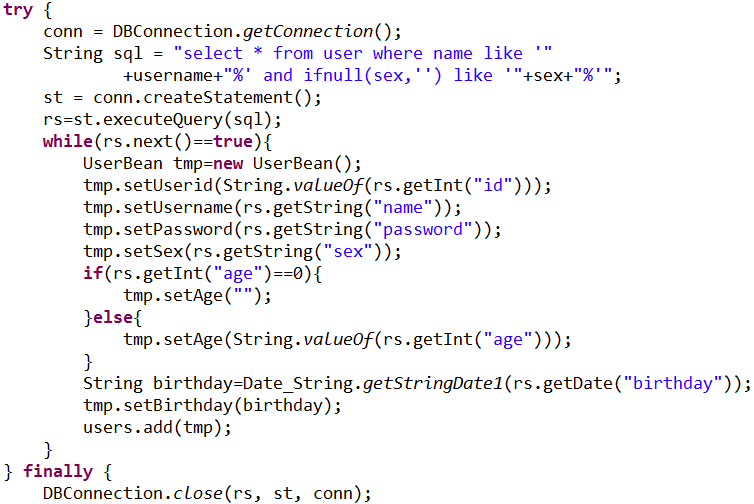 try {
    conn = DBConnection.getConnection();
    String sql = "select * from user where name like '"
            +username+"%' and ifnull(sex,'') like '"+sex+"%'";
    st = conn.createStatement();
    rs=st.executeQuery(sql);
    while(rs.next()==true){
        UserBean tmp=new UserBean();
        tmp.setUserid(String.valueOf(rs.getInt("id")));
        tmp.setUsername(rs.getString("name"));
        tmp.setPassword(rs.getString("password"));
        tmp.setSex(rs.getString("sex"));
        if(rs.getInt("age")==0){
            tmp.setAge("");
        }else{
            tmp.setAge(String.valueOf(rs.getInt("age")));
        }
        String birthday=Date_String.getStringDate1(rs.getDate("birthday"));
        tmp.setBirthday(birthday);
        users.add(tmp);
    }
} finally {
    DBConnection.close(rs, st, conn);